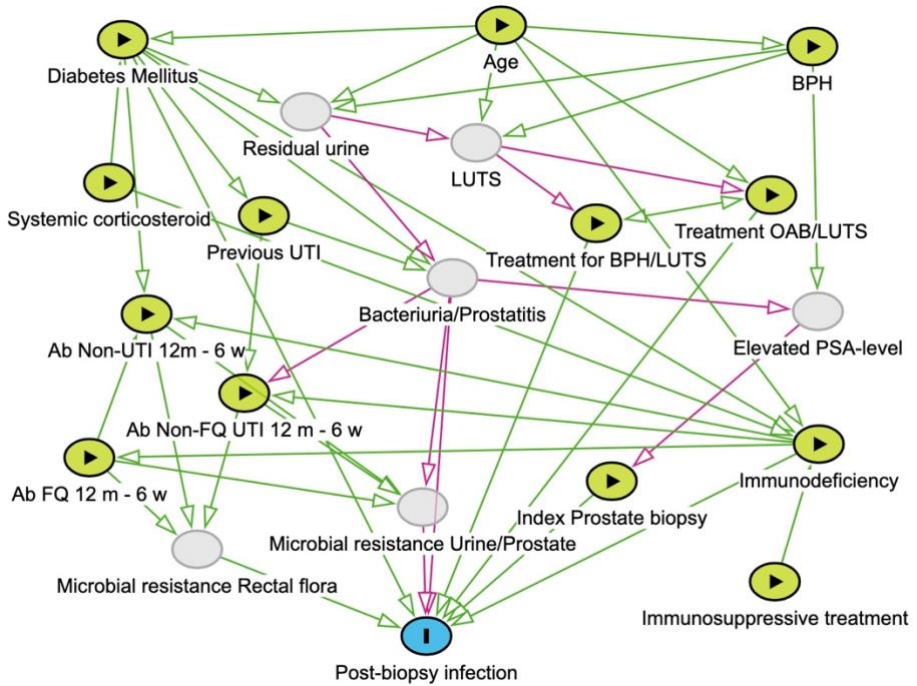 Age
Diabetes Mellitus
BPH
Residual urine
LUTS
Systemic corticosteroid
Previous UTI
Treatment OAB/LUTS
Treatment for BPH/LUTS
Bacteriuria/Prostatitis
Elevated PSA-level
Ab Non-UTI 12m - 6 w
Ab Non-FQ UTI 12 m - 6 w
Immunodeficiency
Ab FQ 12 m - 6 w
Index Prostate biopsy
Microbial resistance Urine/Prostate
Microbial resistance Rectal flora
Immunosuppressive treatment
Post-biopsy infection